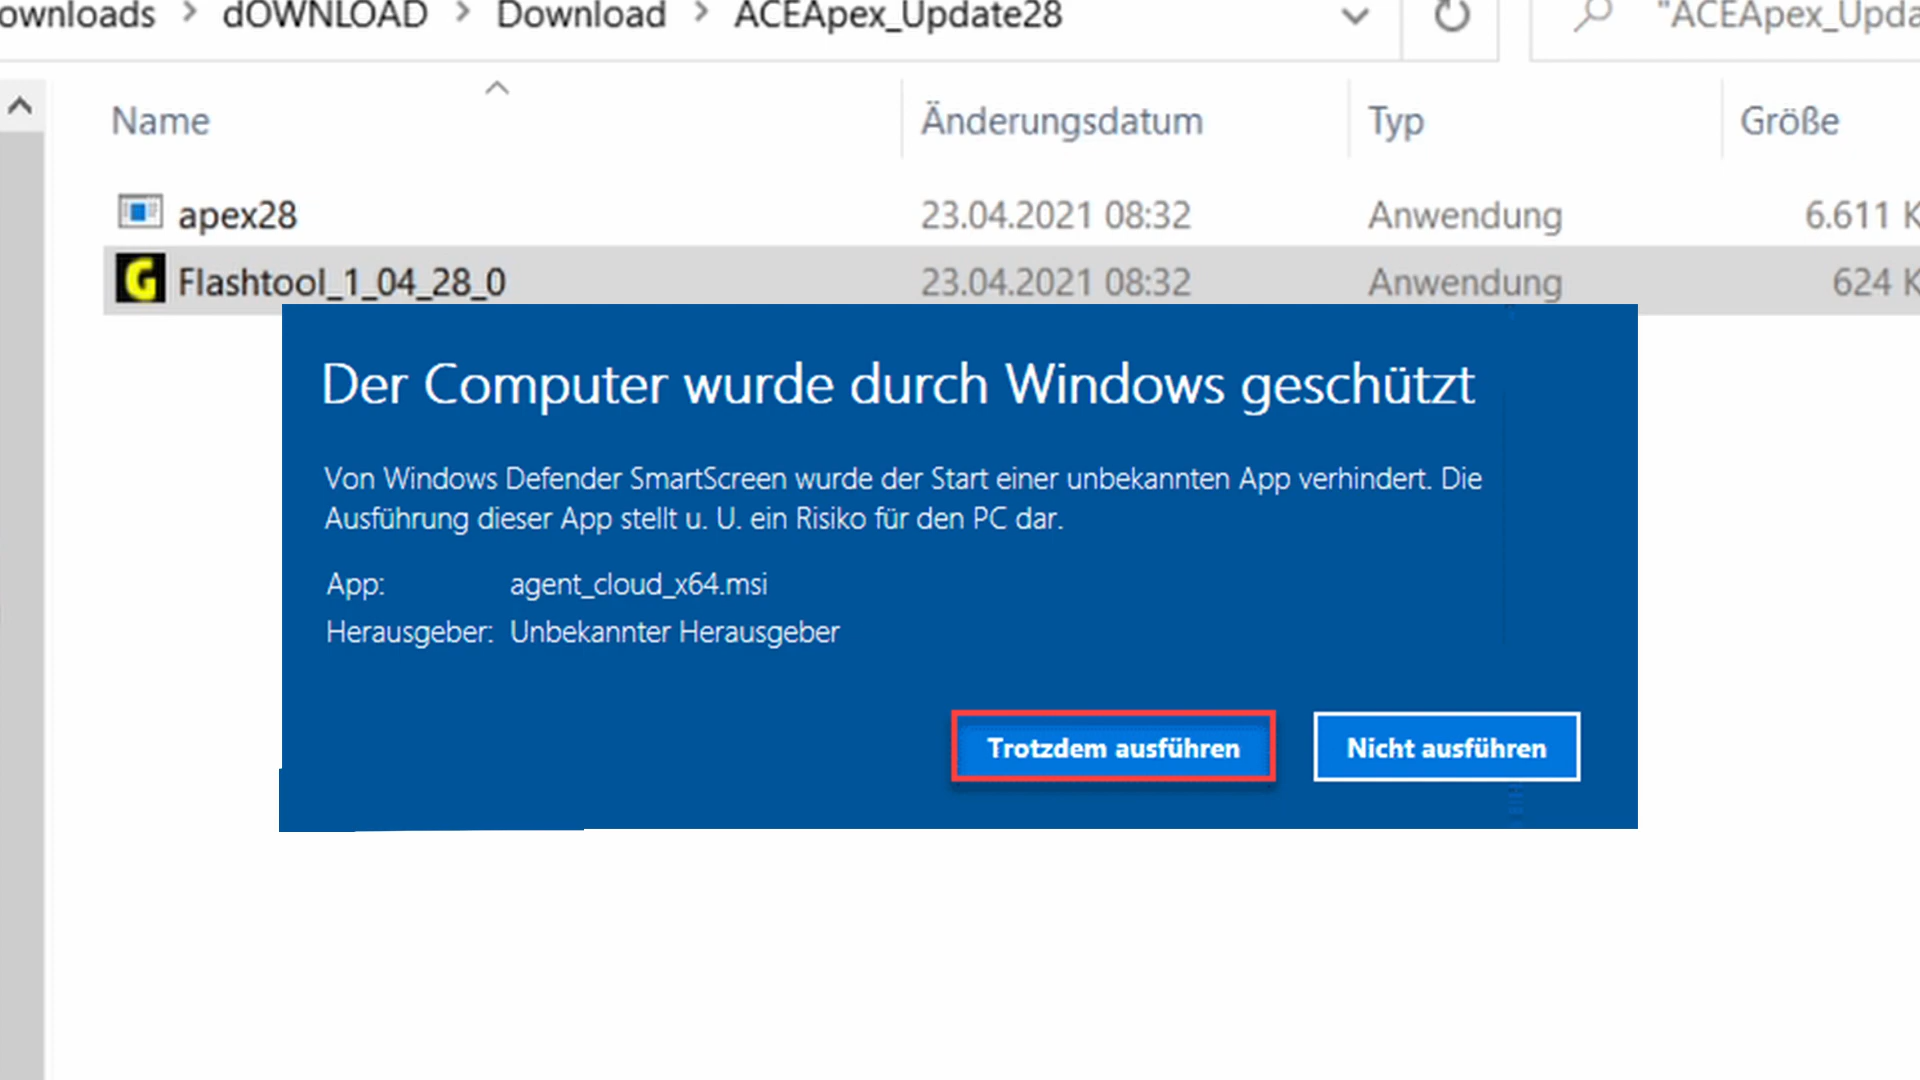 ownloads > dOWNLOAD > Download > ACEApex_Update28
"ACEApex_Upda
Name
Änderungsdatum
Typ
Größe
apex28
23.04.2021 08:32
Anwendung
6.611 K
Flashtool_1_04_28_0
23.04.2021 08:32
Anwendung
624 K
Der Computer wurde durch Windows geschützt
Von Windows Defender SmartScreen wurde der Start einer unbekannten App verhindert. Die
Ausführung dieser App stellt u. U. ein Risiko für den PC dar.
App: agent_cloud_x64.msi
Herausgeber: Unbekannter Herausgeber
Trotzdem ausführen
Nicht ausführen